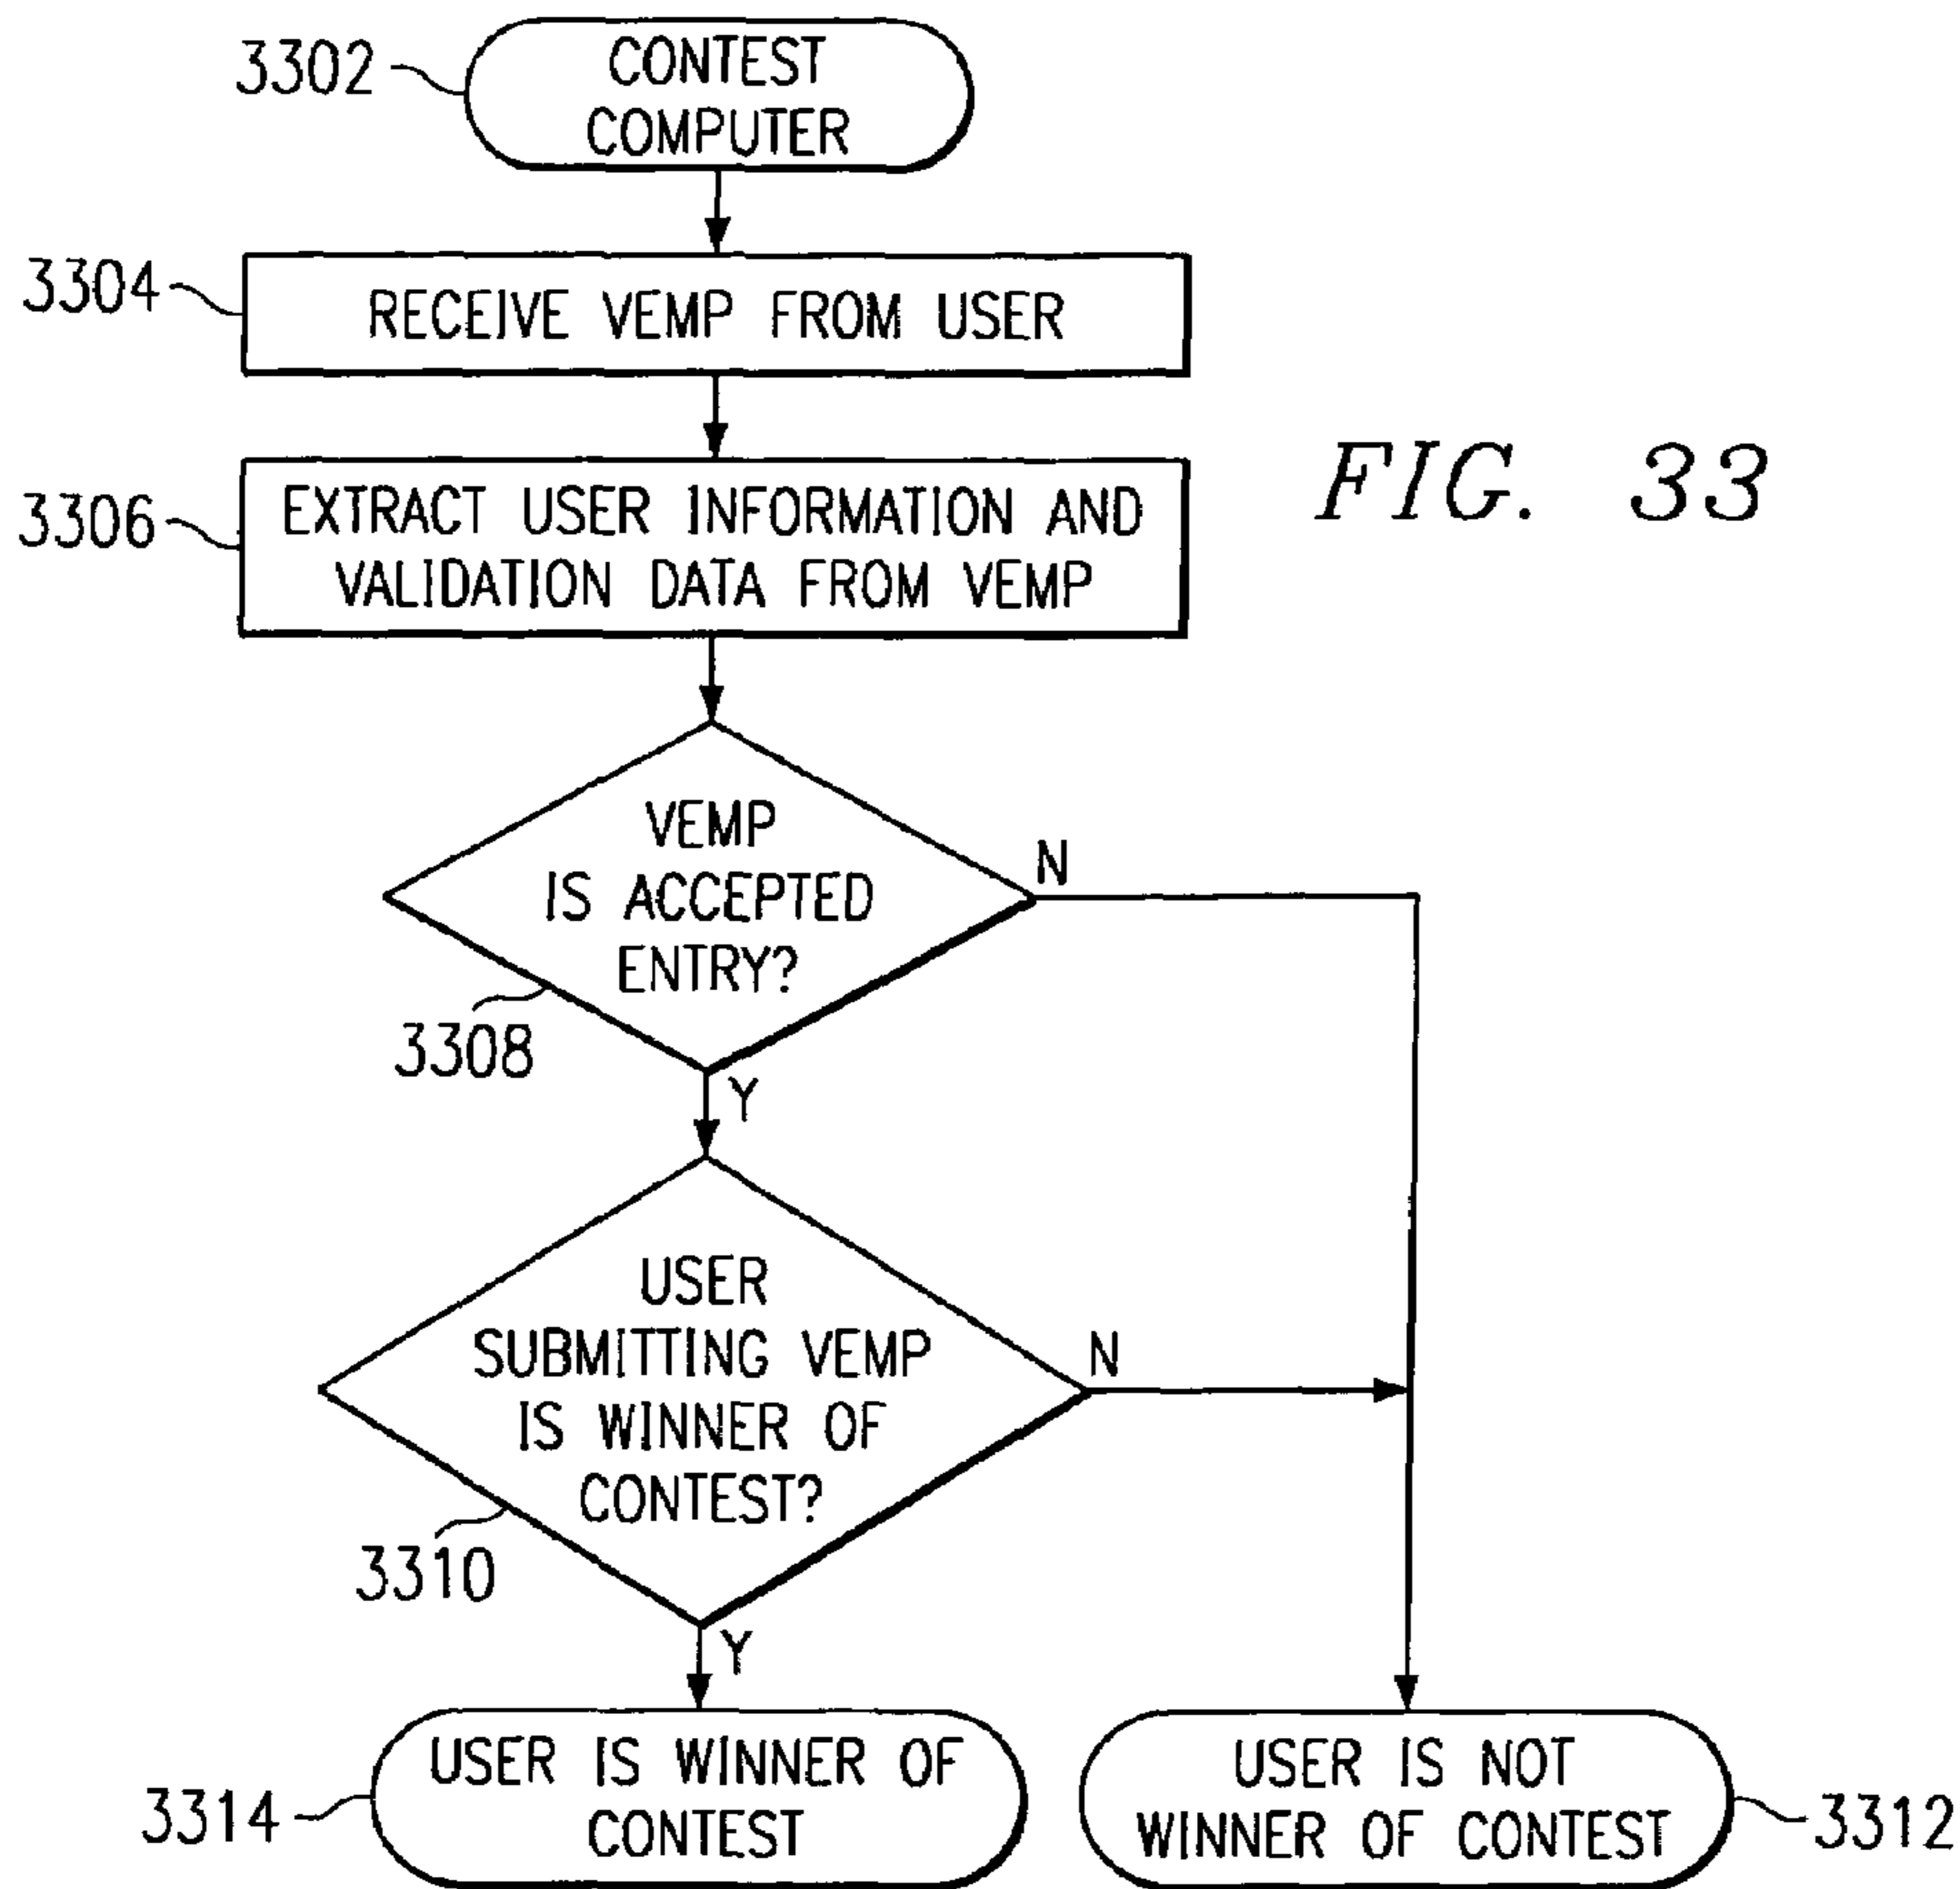 3302
CONTEST
COMPUTER
3304
RECEIVE VEMP FROM USER
3306
EXTRACT USER INFORMATION AND
VALIDATION DATA FROM VEMP
FIG. 33
VEMP
IS ACCEPTED
ENTRY?
N
3308
Y
USER
SUBMITTING VEMP
IS WINNER OF
CONTEST?
N
3310
Y
USER IS WINNER OF
CONTEST
3314
USER IS NOT
WINNER OF CONTEST
3312